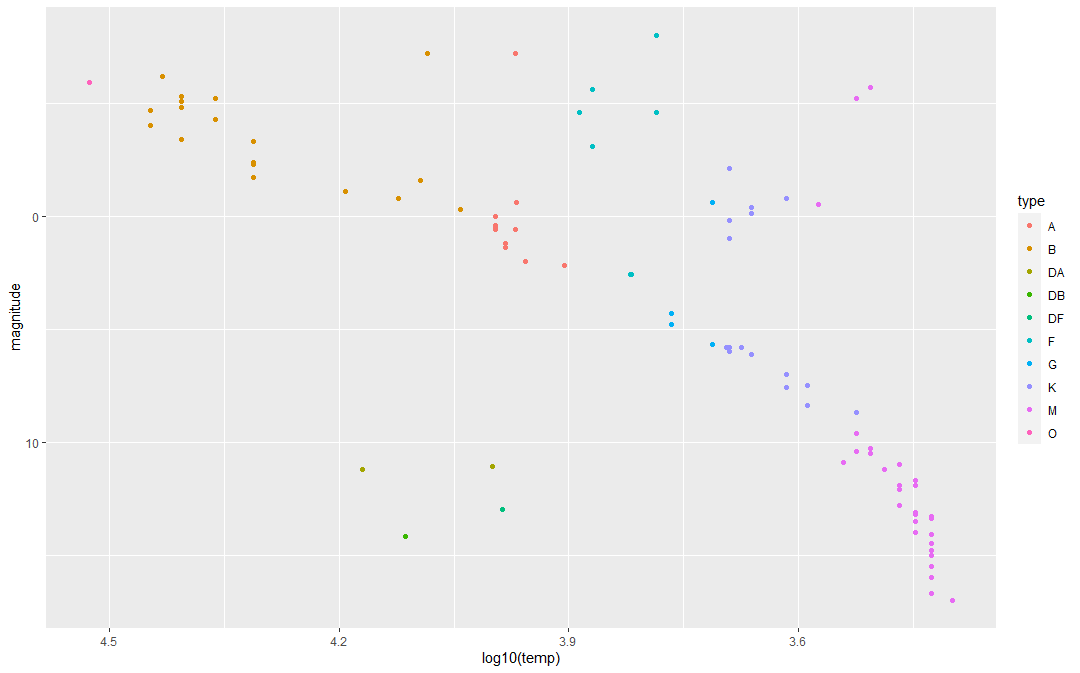 0
10
magnitude
4.5
4.2
3.9
3.6
log10(temp)
type
A
B
DA
DB
DF
F
G
K
M
O